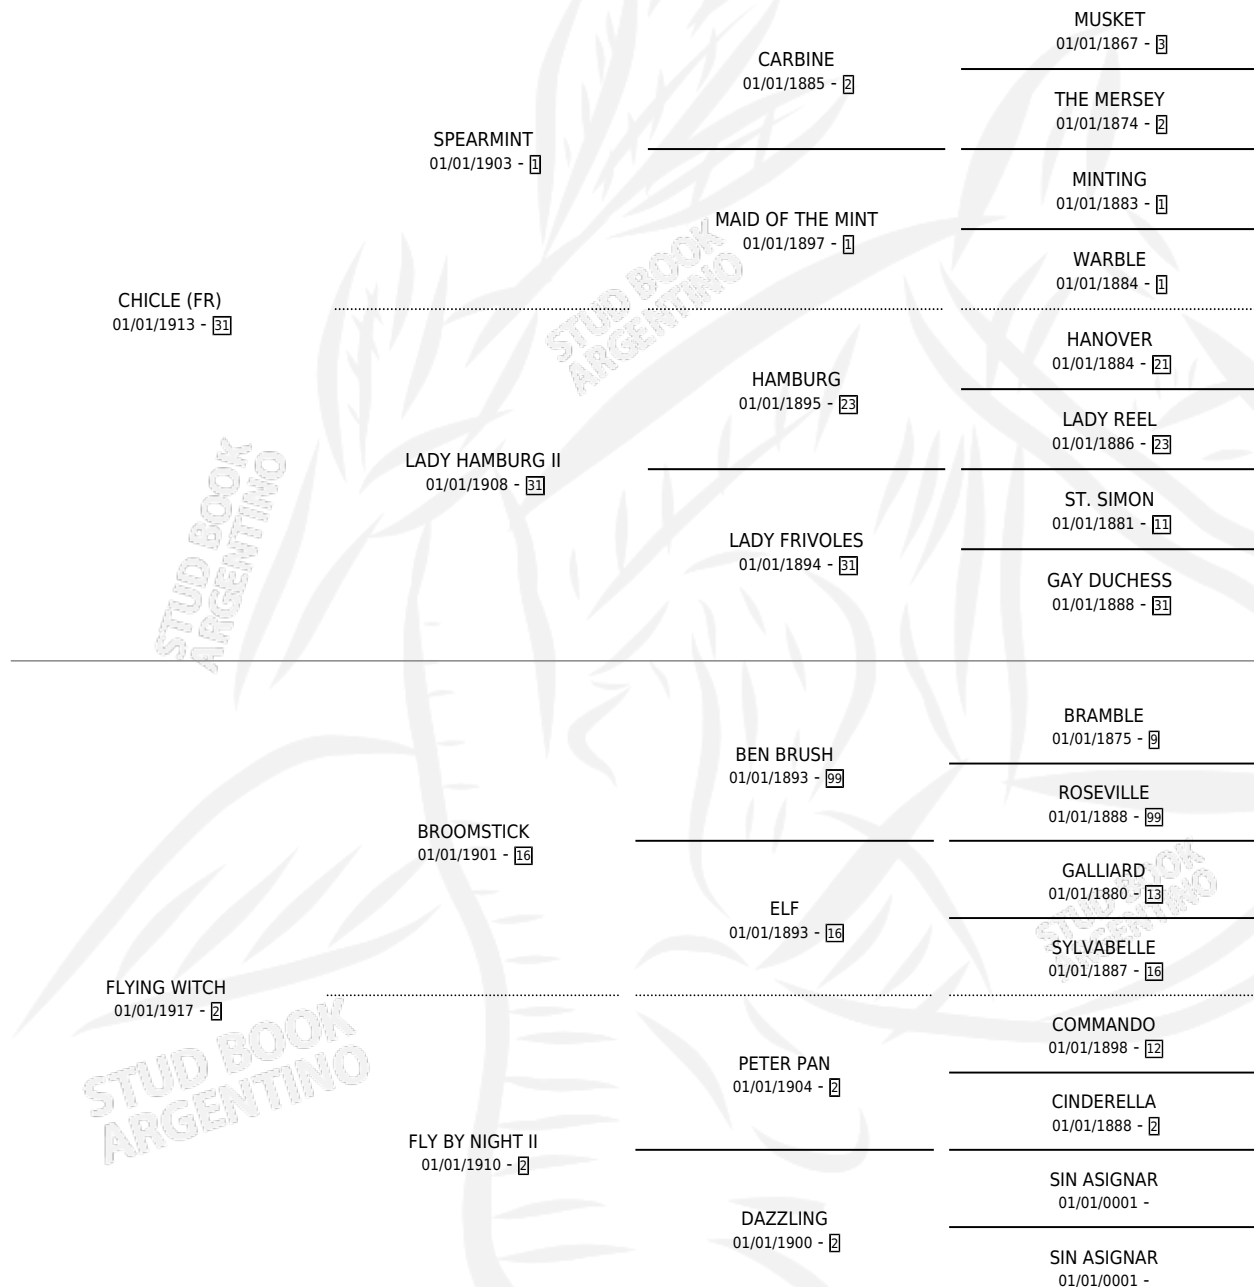 MUSKET
01/01/1867 - 3
CARBINE
01/01/1885 - 2
THE MERSEY
01/01/1874 - 2
SPEARMINT
01/01/1903 - 1
MINTING
01/01/1883 - 1
MAID OF THE MINT
01/01/1897 - 1
WARBLE
01/01/1884 - 1
CHICLE (FR)
01/01/1913 - 31
HANOVER
01/01/1884 - 21
HAMBURG
01/01/1895 - 23
LADY REEL
01/01/1886 - 23
LADY HAMBURG II
01/01/1908 - 31
ST. SIMON
01/01/1881 - 11
LADY FRIVOLES
01/01/1894 - 31
GAY DUCHESS
01/01/1888 - 31
BRAMBLE
01/01/1875 - 9
BEN BRUSH
01/01/1893 - 99
ROSEVILLE
01/01/1888 - 99
BROOMSTICK
01/01/1901 - 16
GALLIARD
01/01/1880 - 13
ELF
01/01/1893 - 16
SYLVABELLE
01/01/1887 - 16
FLYING WITCH
01/01/1917 - 2
COMMANDO
01/01/1898 - 12
PETER PAN
01/01/1904 - 2
CINDERELLA
01/01/1888 - 2
FLY BY NIGHT II
01/01/1910 - 2
SIN ASIGNAR
01/01/0001 -
DAZZLING
01/01/1900 - 2
SIN ASIGNAR
01/01/0001 -
STUD BOOK
ARGENTINO
STUD BOOK
ARGENTINO
STUD BOOK
ARGENTINO
STUD BOOK
ARGENTINO